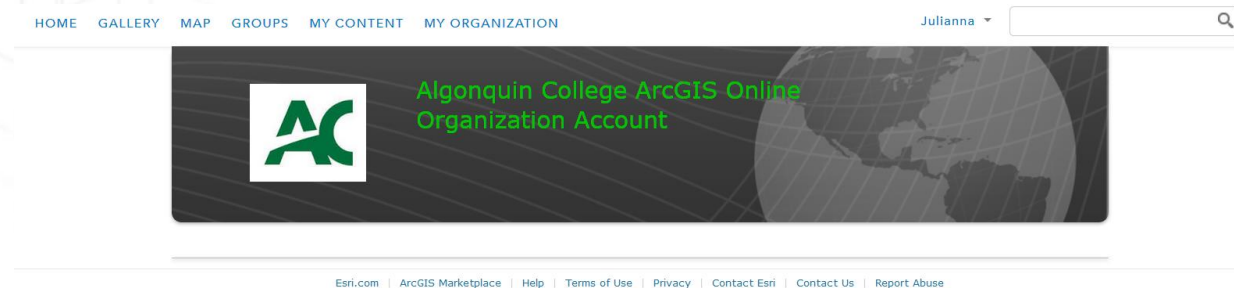 HOME GALLERY MAP GROUPS MY CONTENT MY ORGANIZATION Julianna
Algonquin College ArcGIS Online
Organization Account
AC
Esri.com | ArcGIS Marketplace | Help | Terms of Use | Privacy | Contact Esri | Contact Us | Report Abuse